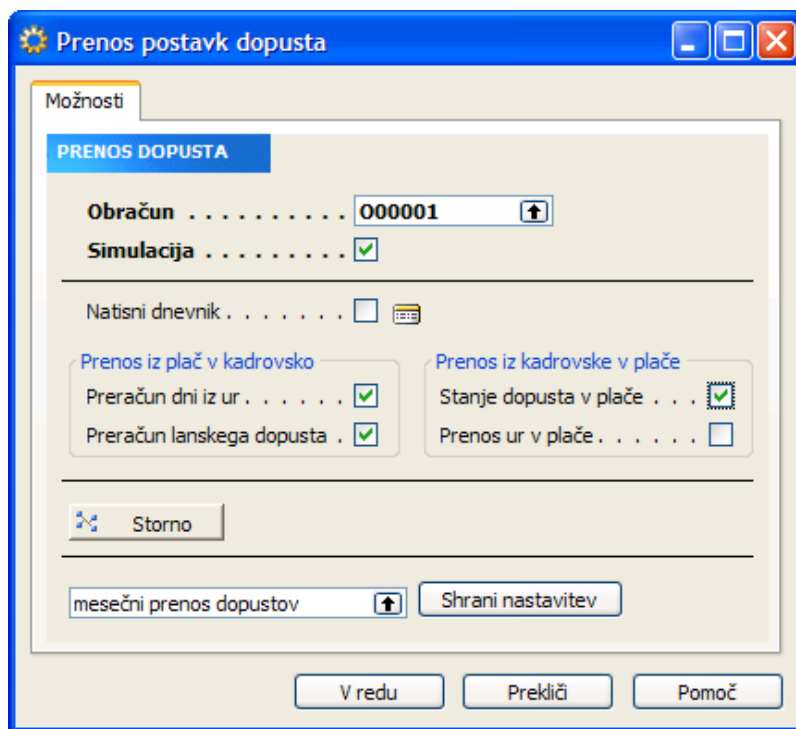 Prenos postavk dopusta
Možnosti
PRENOS DOPUSTA
Obračun . . . . . . . . . . O00001
Simulacija . . . . . . . . .
Natisni dnevnik . . . . . . .
Prenos iz plač v kadrovsko
Preračun dni iz ur . . . . . .
Preračun lanskega dopusta .
Prenos iz kadrovske v plače
Stanje dopusta v plače . . .
Prenos ur v plače . . . . . .
Storno
mesečni prenos dopustov
Shrani nastavitev
V redu
Prekliči
Pomoč